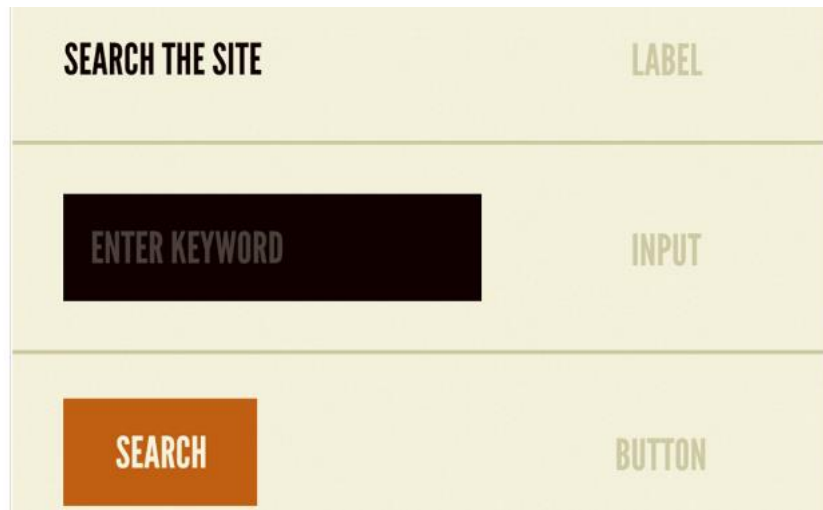 SEARCH THE SITE LABEL
ENTER KEYWORD INPUT
SEARCH BUTTON